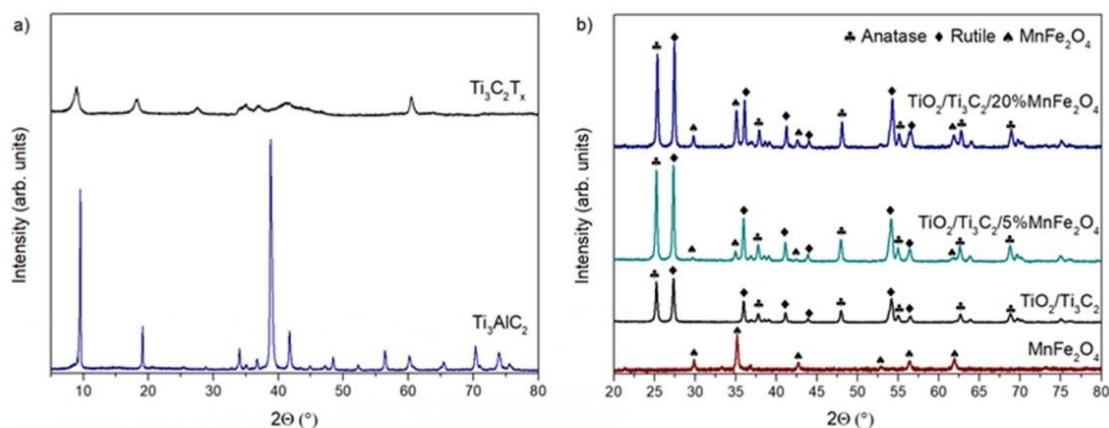 a)
Intensity (arb. units)
Ti₃C₂Tₓ
Ti₃AlC₂
10 20 30 40 50 60 70 80
2Θ (°)
b)
Intensity (arb. units)
♣ Anatase ♦ Rutile ♠ MnFe₂O₄
TiO₂/Ti₃C₂/20%MnFe₂O₄
TiO₂/Ti₃C₂/5%MnFe₂O₄
TiO₂/Ti₃C₂
MnFe₂O₄
20 25 30 35 40 45 50 55 60 65 70 75 80
2Θ (°)